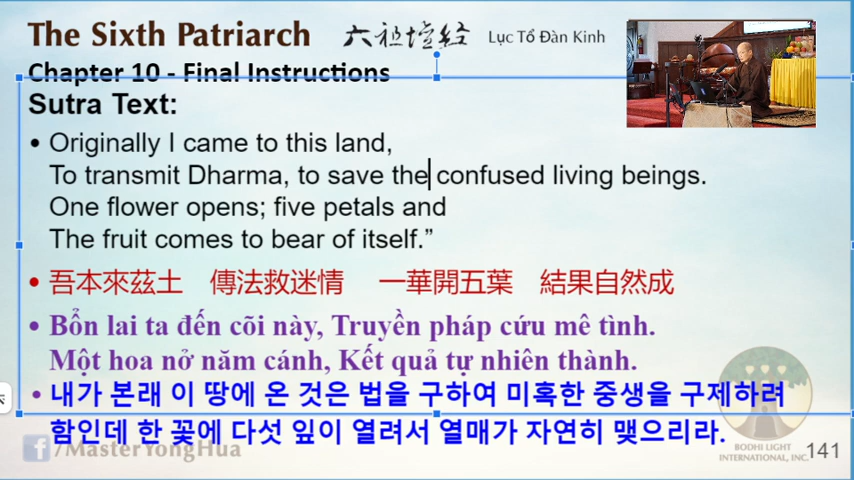 The Sixth Patriarch 六祖壇经 Lục Tổ Đàn Kinh
Chapter 10 - Final Instructions
Sutra Text:
• Originally I came to this land,
To transmit Dharma, to save the confused living beings.
One flower opens; five petals and
The fruit comes to bear of itself.”
• 吾本來茲土 傳法救迷情 一華開五葉 結果自然成
• Bổn lai ta đến cõi này, Truyền pháp cứu mê tình.
Một hoa nở năm cánh, Kết quả tự nhiên thành.
• 내가 본래 이 땅에 온 것은 법을 구하여 미혹한 중생을 구제하려
함인데 한 꽃에 다섯 잎이 열려서 열매가 자연히 맺으리라.
f/MasterYongHua
BODHI LIGHT
INTERNATIONAL, INC.
141